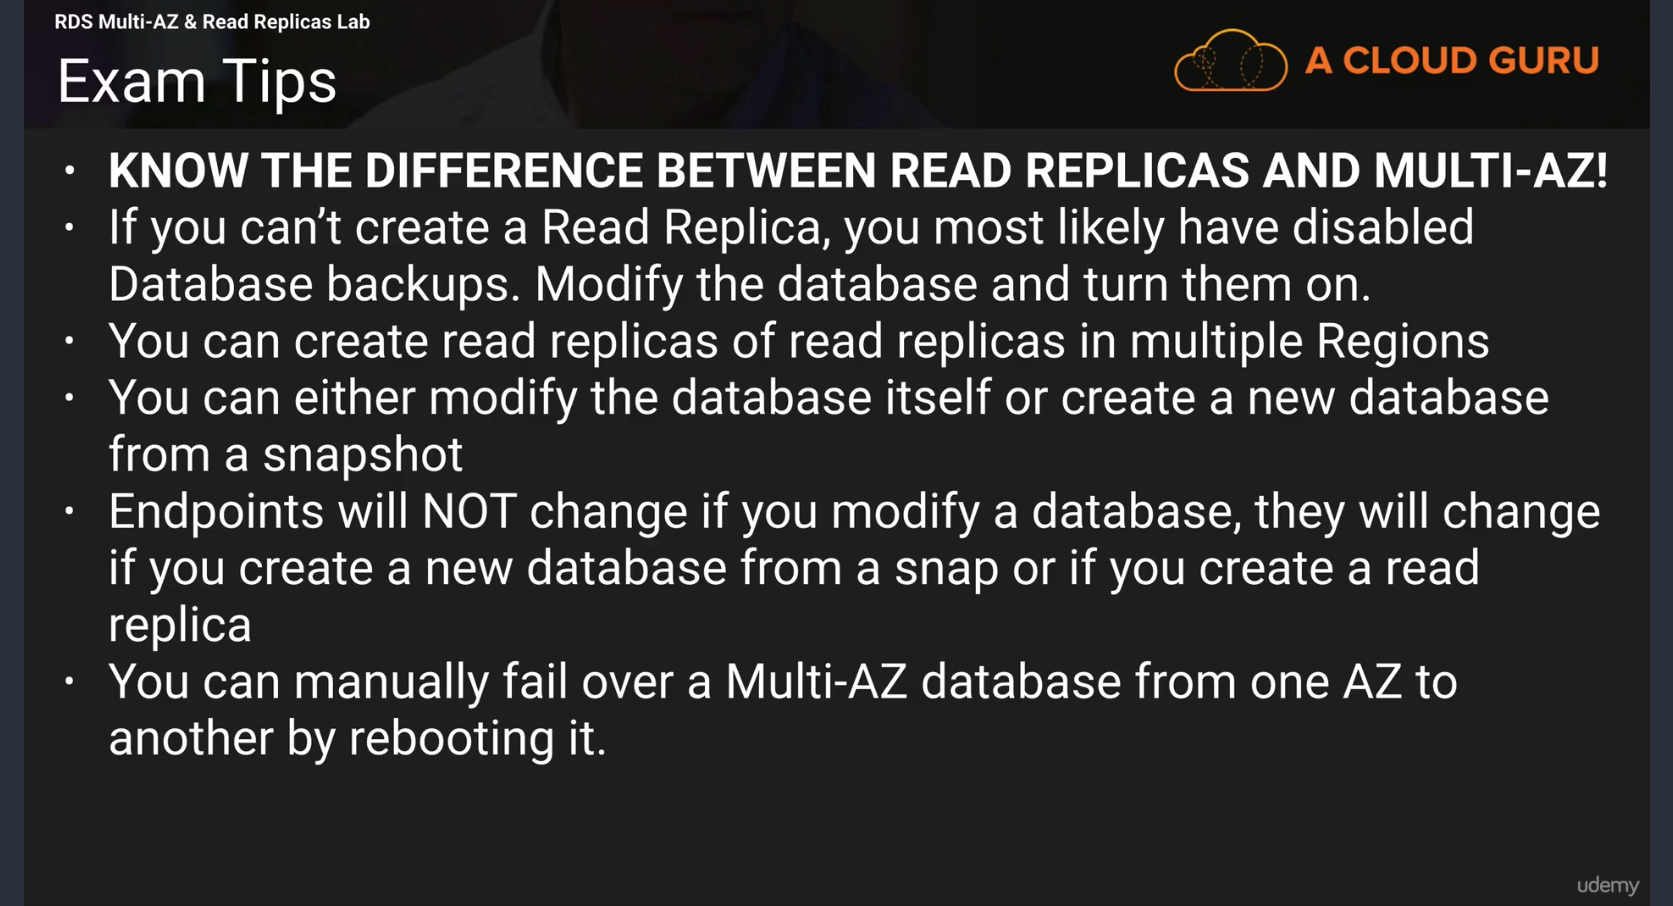 RDS Multi-AZ & Read Replicas Lab
Exam Tips
A CLOUD GURU
• KNOW THE DIFFERENCE BETWEEN READ REPLICAS AND MULTI-AZ!
• If you can’t create a Read Replica, you most likely have disabled
Database backups. Modify the database and turn them on.
• You can create read replicas of read replicas in multiple Regions
• You can either modify the database itself or create a new database
from a snapshot
• Endpoints will NOT change if you modify a database, they will change
if you create a new database from a snap or if you create a read
replica
• You can manually fail over a Multi-AZ database from one AZ to
another by rebooting it.
udemy